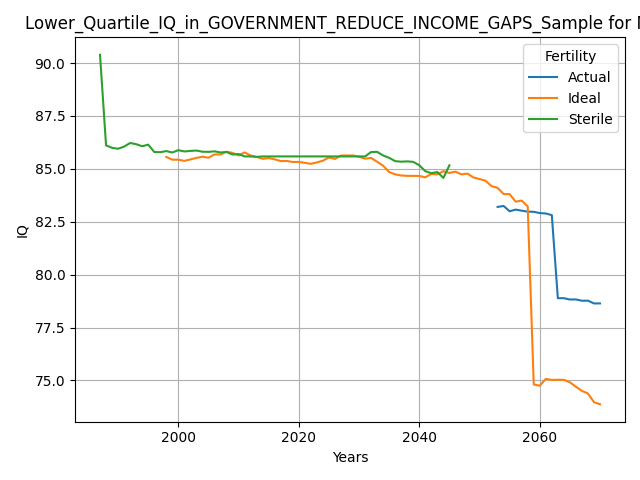 Lower_Quartile_IQ_in_GOVERNMENT_REDUCE_INCOME_GAPS_Sample for
Fertility
Actual
Ideal
Sterile
90.0
87.5
85.0
82.5
80.0
77.5
75.0
IQ
2000 2020 2040 2060
Years